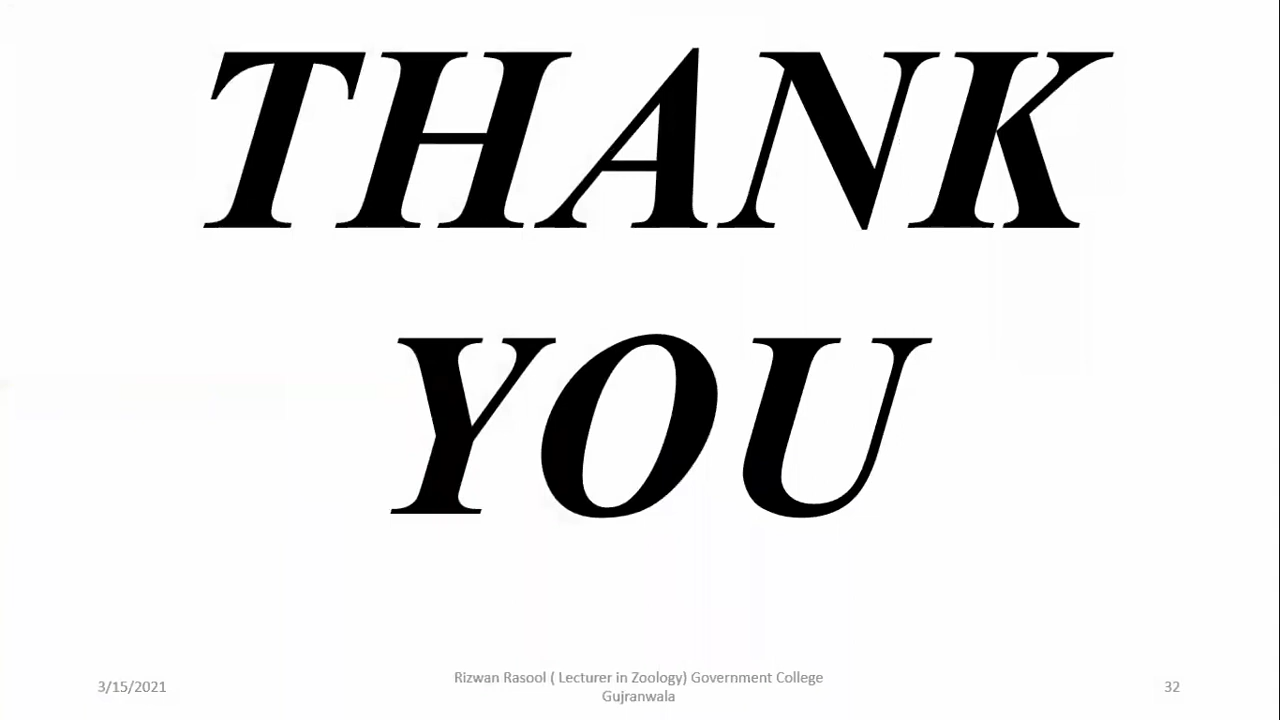 THANK
YOU
3/15/2021
Rizwan Rasool ( Lecturer in Zoology) Government College
Gujranwala
32